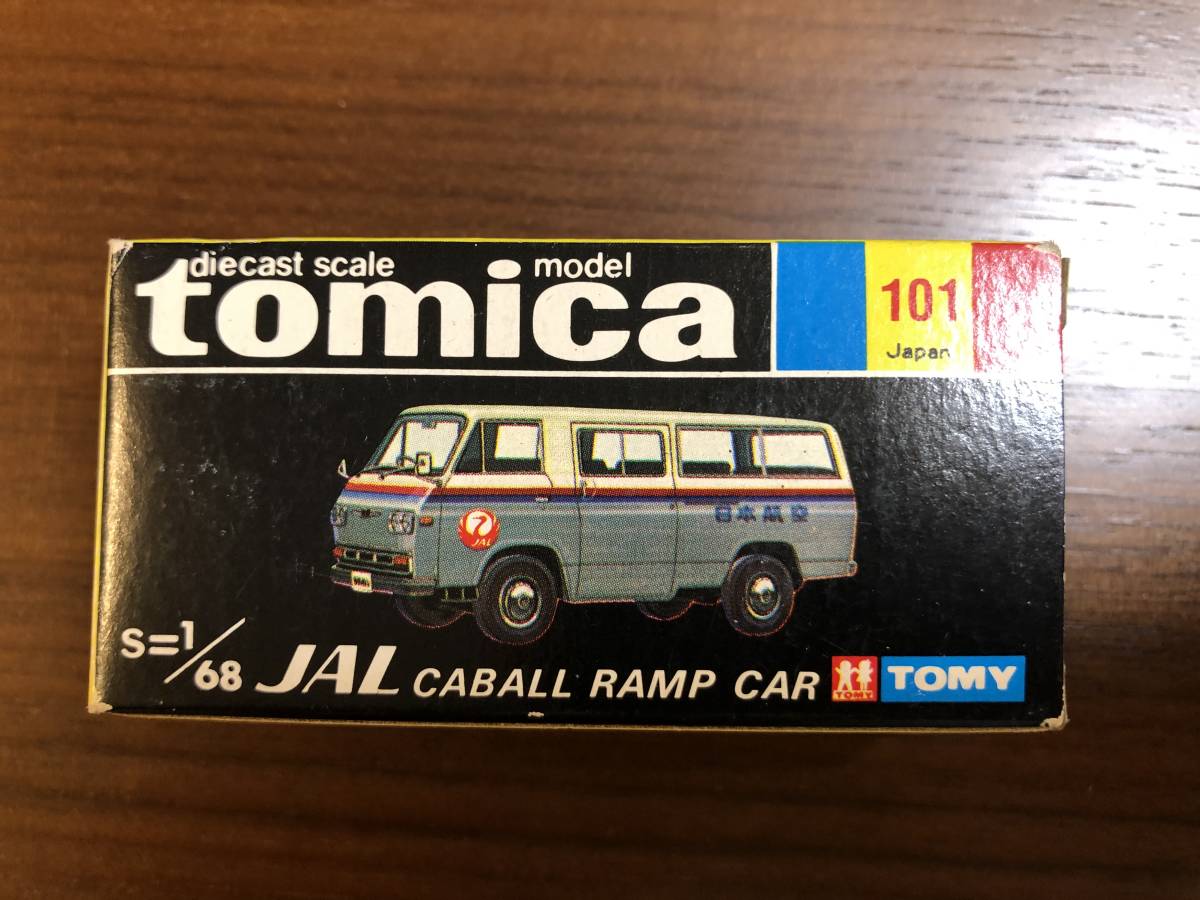 diecast scale model
tomica
101
Japan
JAL
日本航空
S=1/68 JAL CABALL RAMP CAR
TOMY
TOMY